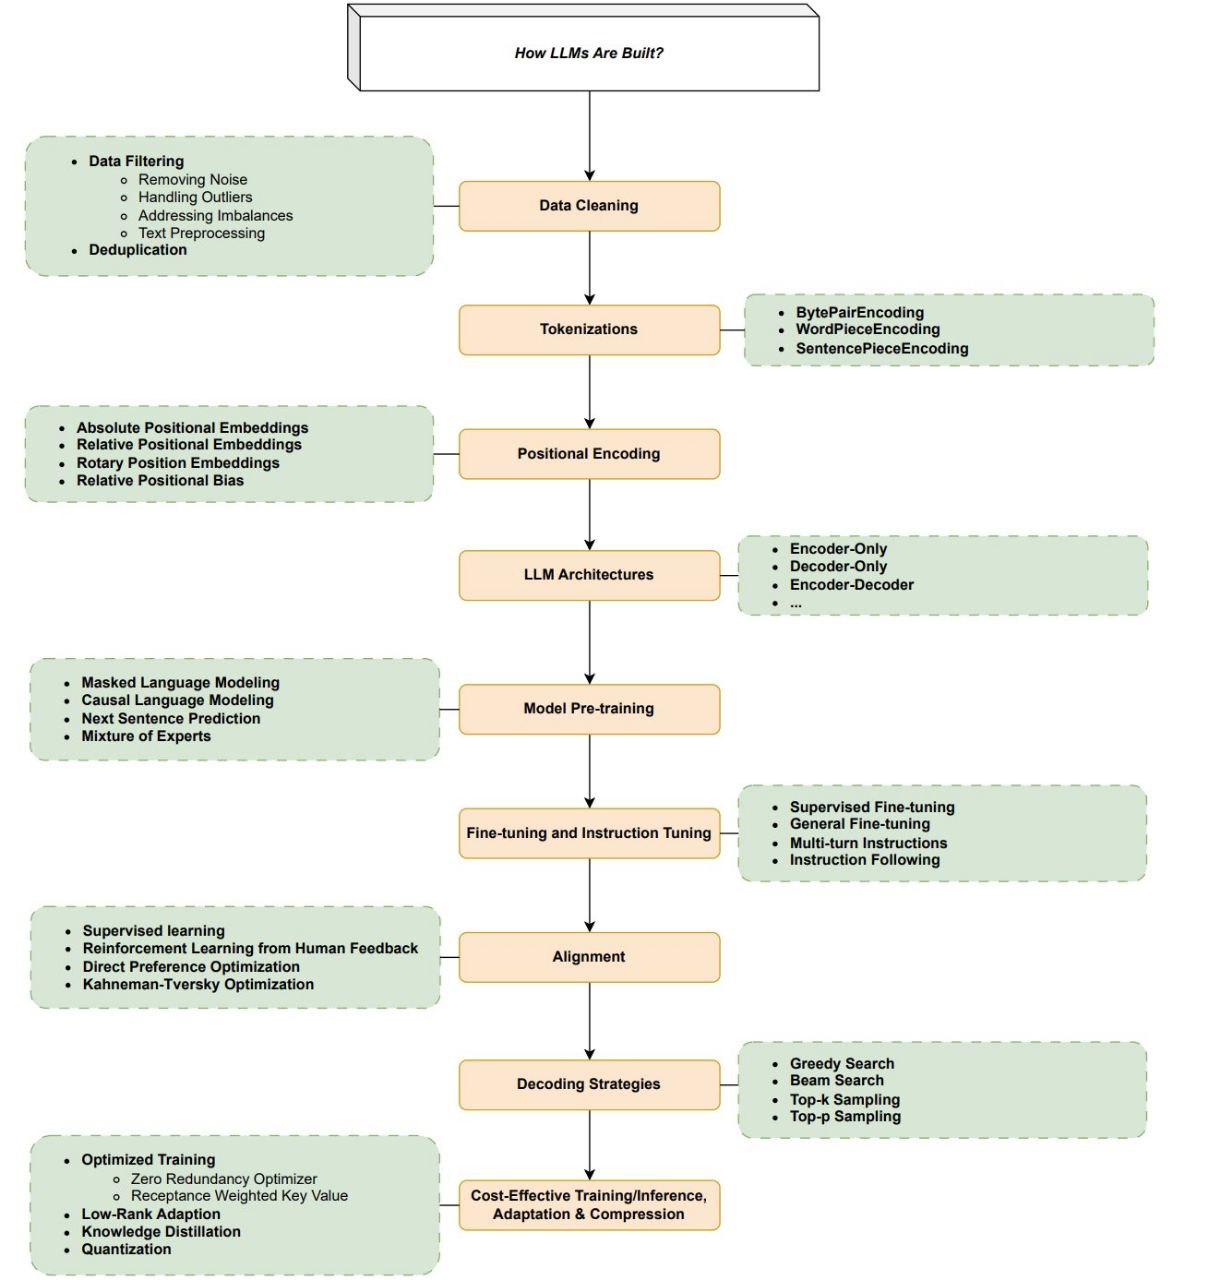 How LLMs Are Built?
Data Filtering
Removing Noise
Handling Outliers
Addressing Imbalances
Text Preprocessing
Deduplication
Data Cleaning
Tokenizations
BytePairEncoding
WordPieceEncoding
SentencePieceEncoding
Absolute Positional Embeddings
Relative Positional Embeddings
Rotary Position Embeddings
Relative Positional Bias
Positional Encoding
LLM Architectures
Encoder-Only
Decoder-Only
Encoder-Decoder
...
Masked Language Modeling
Causal Language Modeling
Next Sentence Prediction
Mixture of Experts
Model Pre-training
Fine-tuning and Instruction Tuning
Supervised Fine-tuning
General Fine-tuning
Multi-turn Instructions
Instruction Following
Supervised learning
Reinforcement Learning from Human Feedback
Direct Preference Optimization
Kahneman-Tversky Optimization
Alignment
Decoding Strategies
Greedy Search
Beam Search
Top-k Sampling
Top-p Sampling
Optimized Training
Zero Redundancy Optimizer
Receptance Weighted Key Value
Low-Rank Adaption
Knowledge Distillation
Quantization
Cost-Effective Training/Inference,
Adaptation & Compression